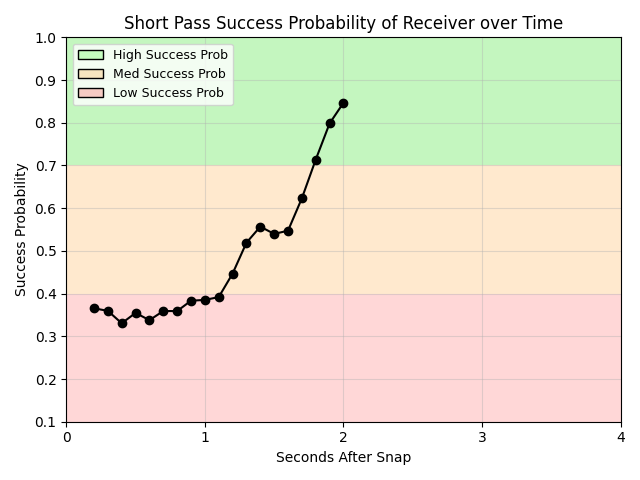 Short Pass Success Probability of Receiver over Time
High Success Prob
Med Success Prob
Low Success Prob
Success Probability
1.0
0.9
0.8
0.7
0.6
0.5
0.4
0.3
0.2
0.1
0 1 2 3 4
Seconds After Snap